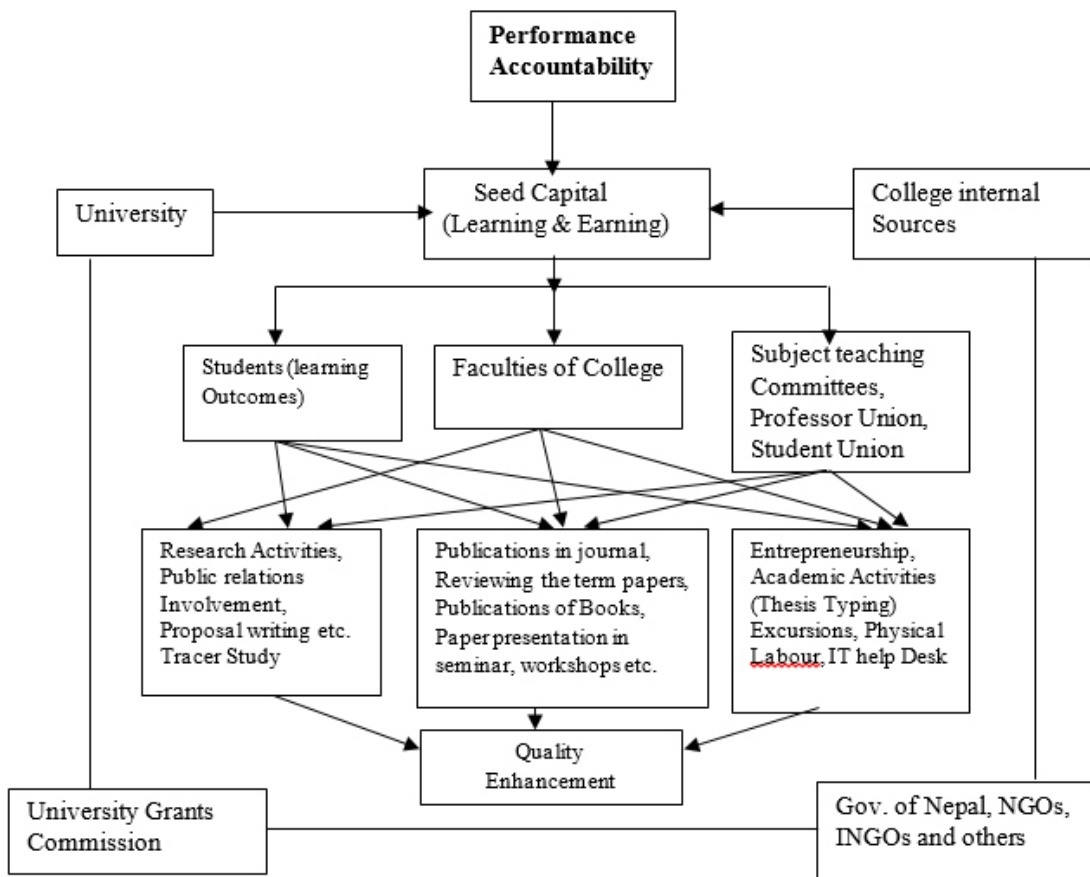 Performance
Accountability
Seed Capital
(Learning & Earning)
University
College internal
Sources
Students (learning
Outcomes)
Faculties of College
Subject teaching
Committees,
Professor Union,
Student Union
Research Activities,
Public relations
Involvement,
Proposal writing etc.
Tracer Study
Publications in journal,
Reviewing the term papers,
Publications of Books,
Paper presentation in
seminar, workshops etc.
Entrepreneurship,
Academic Activities
(Thesis Typing)
Excursions, Physical
Labour, IT help Desk
Quality
Enhancement
University Grants
Commission
Gov. of Nepal, NGOs,
INGOs and others